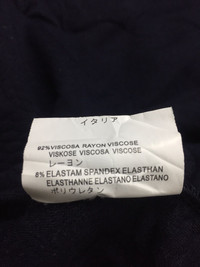 イタリア
92%VISCOSA RAYON VISCOSE
VISKOSE VISCOSA VISCOSE
レーヨン
8% ELASTAM SPANDEX ELASTHAN
ELASTHANNE ELASTANO ELASTANO
ポリウレタン